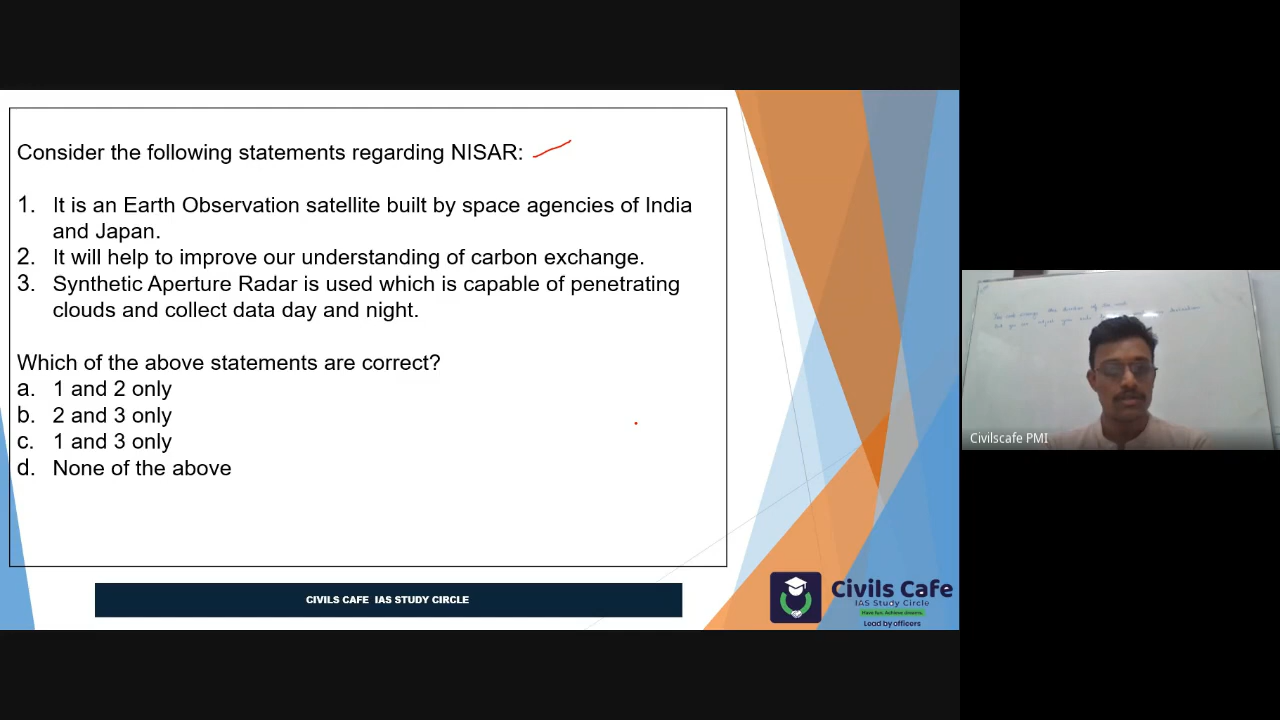 Consider the following statements regarding NISAR:
1. It is an Earth Observation satellite built by space agencies of India
and Japan.
2. It will help to improve our understanding of carbon exchange.
3. Synthetic Aperture Radar is used which is capable of penetrating
clouds and collect data day and night.
Which of the above statements are correct?
a. 1 and 2 only
b. 2 and 3 only
c. 1 and 3 only
d. None of the above
CIVILS CAFE IAS STUDY CIRCLE
Civils Cafe
IAS Study Circle
Have fun. Achieve dreams.
Lead by officers
Civilscafe PMI